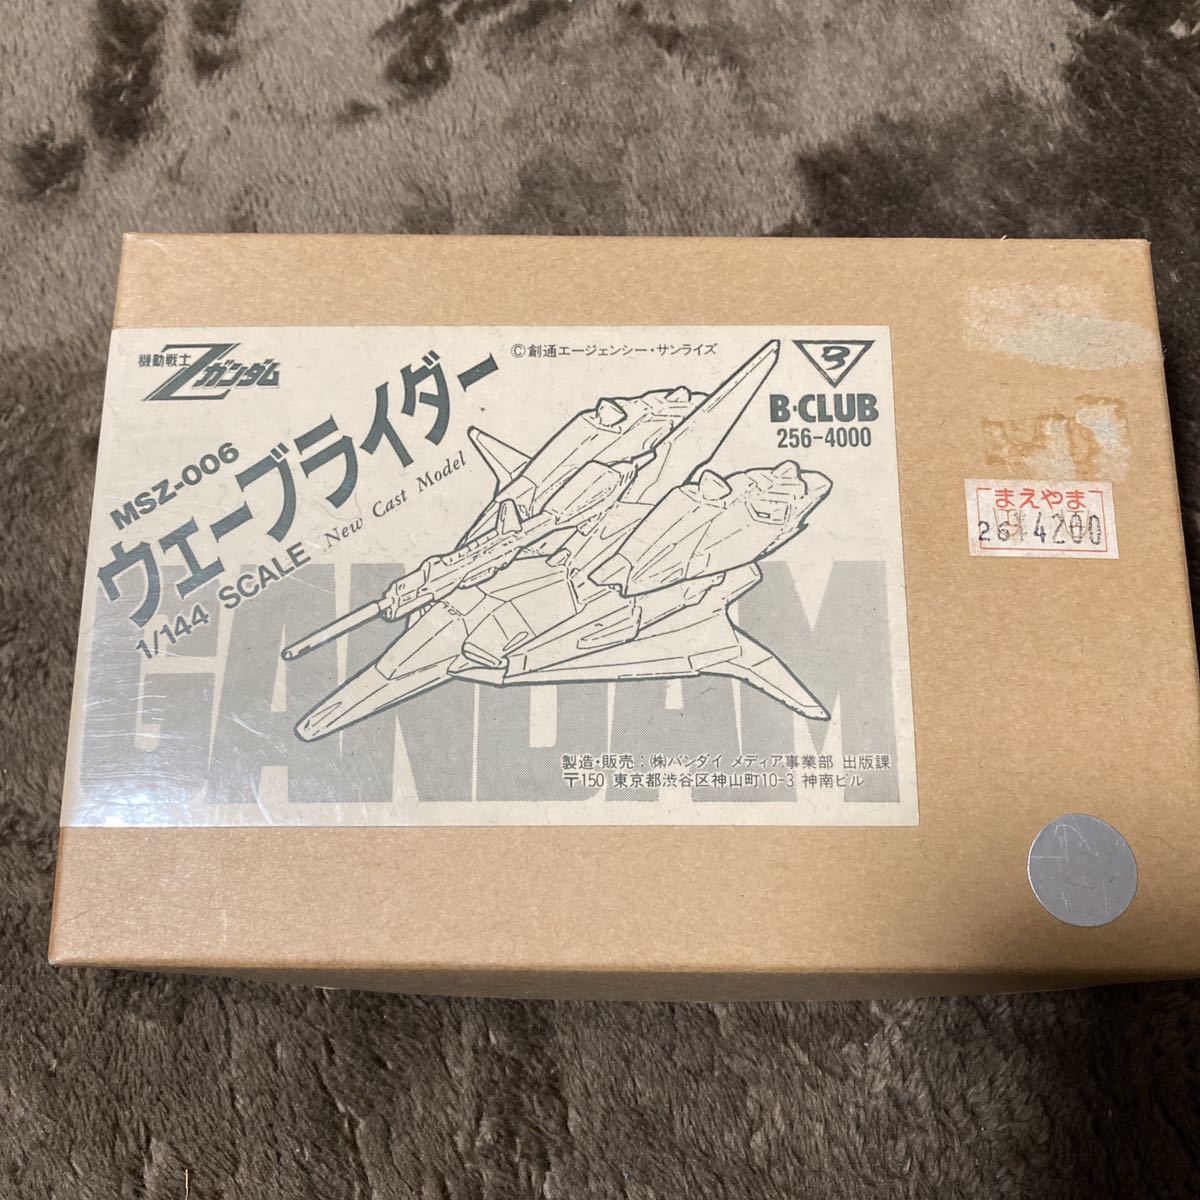 機動戦士
Zガンダム
©創通エージェンシー・サンライズ
B
B·CLUB
256-4000
MSZ-006
ウェーブライダー
1/144 SCALE New Cast Model
GANDAM
製造・販売：(株)バンダイ メディア事業部 出版課
〒150 東京都渋谷区神山町10-3 神南ビル
まえやま
4200